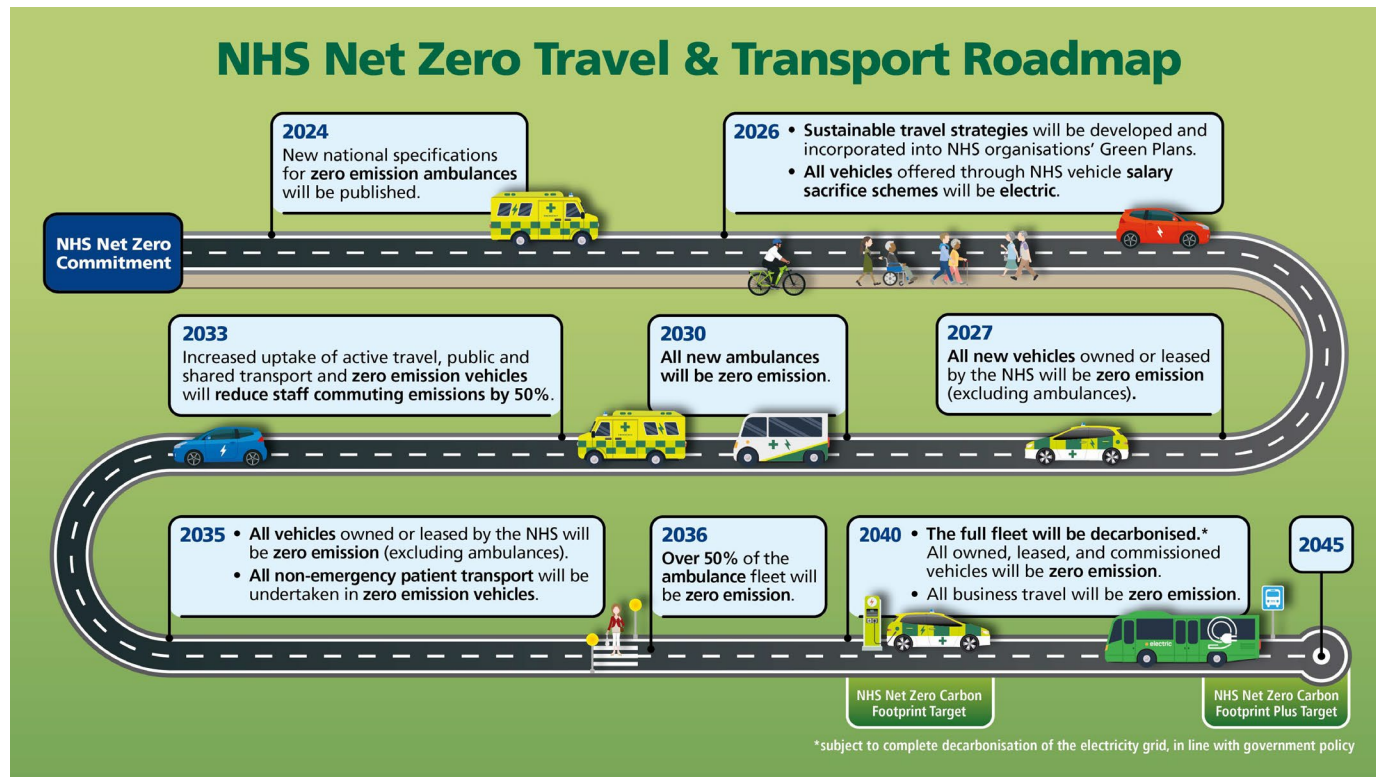 NHS Net Zero Travel & Transport Roadmap
NHS Net Zero
Commitment
2024
New national specifications
for zero emission ambulances
will be published.
2026 • Sustainable travel strategies will be developed and
incorporated into NHS organisations’ Green Plans.
• All vehicles offered through NHS vehicle salary
sacrifice schemes will be electric.
2027
All new vehicles owned or leased
by the NHS will be zero emission
(excluding ambulances).
2030
All new ambulances
will be zero emission.
2033
Increased uptake of active travel, public and
shared transport and zero emission vehicles
will reduce staff commuting emissions by 50%.
2035 • All vehicles owned or leased by the NHS will
be zero emission (excluding ambulances).
• All non-emergency patient transport will be
undertaken in zero emission vehicles.
2036
Over 50% of the
ambulance fleet will
be zero emission.
2040 • The full fleet will be decarbonised.*
All owned, leased, and commissioned
vehicles will be zero emission.
• All business travel will be zero emission.
2045
electric
NHS Net Zero Carbon
Footprint Target
NHS Net Zero Carbon
Footprint Plus Target
*subject to complete decarbonisation of the electricity grid, in line with government policy